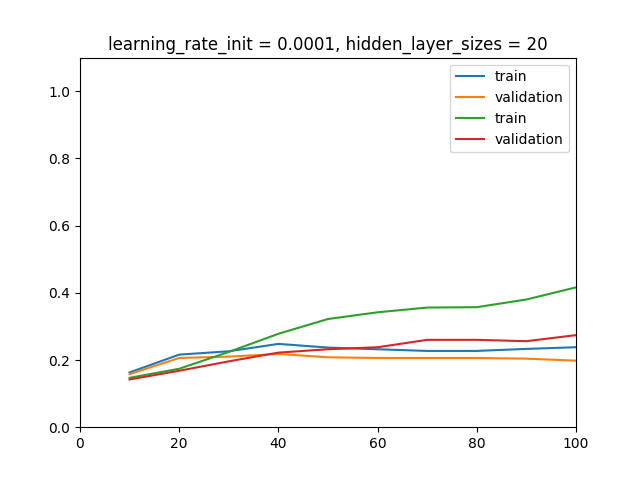 learning_rate_init = 0.0001, hidden_layer_sizes = 20
train
validation
train
validation
1.0
0.8
0.6
0.4
0.2
0.0
0 20 40 60 80 100